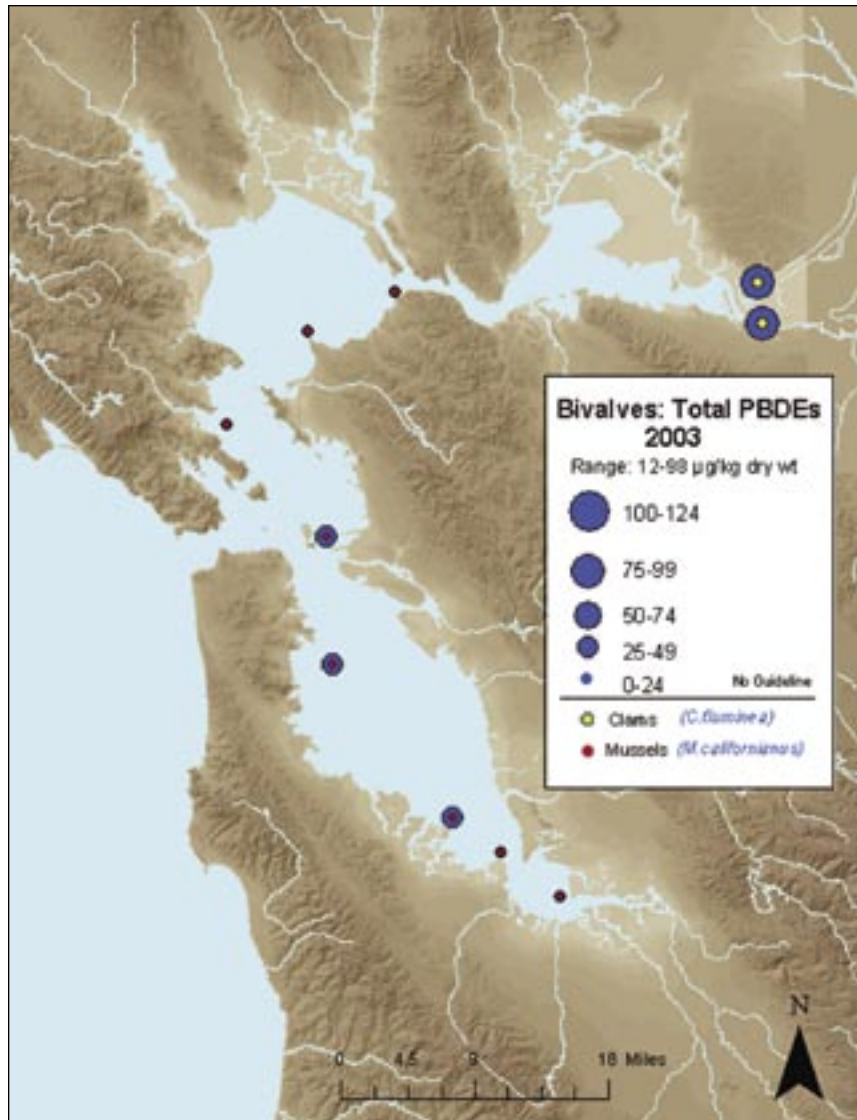 Bivalves: Total PBDEs
2003
Range: 12-98 µg/kg dry wt
100-124
75-99
50-74
25-49
0-24 No Guideline
Clams (C.fluminea)
Mussels (M.californianus)
N
0 4.5 9 18 Miles